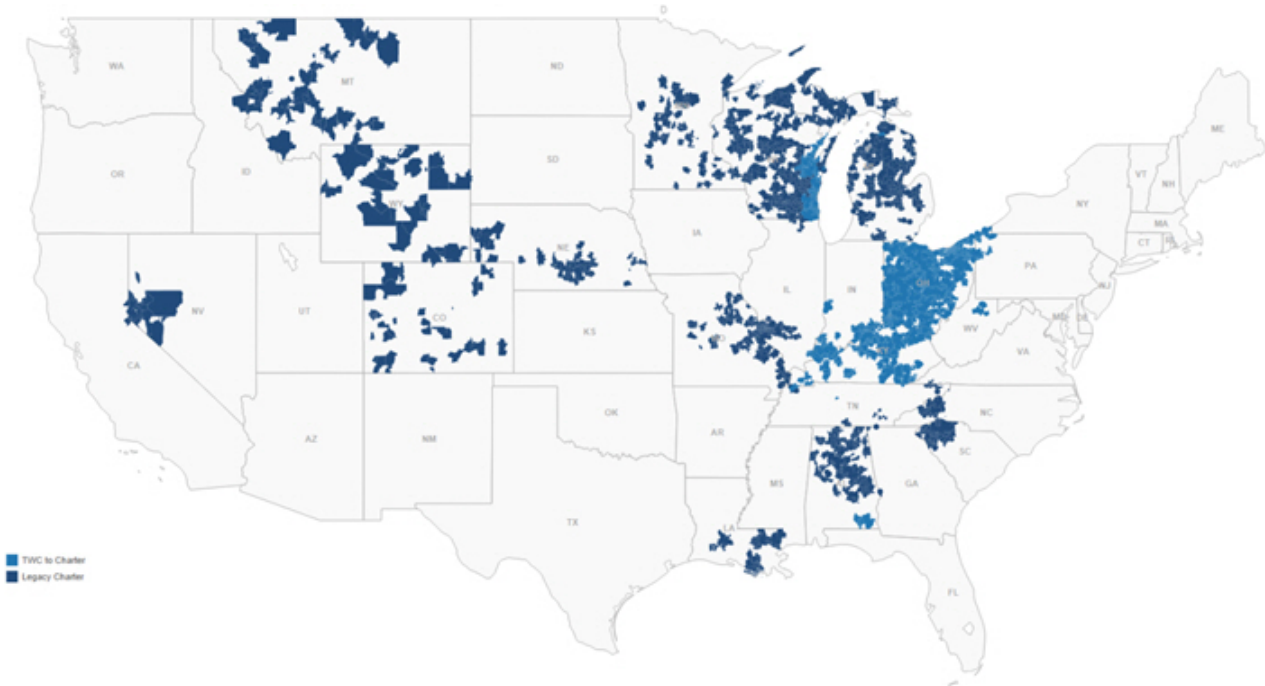 D
WA
MT
ND
ME
OR
ID
SD
VT
NH
WY
NY
MA
CT
IA
NE
PA
NJ
NV
UT
CO
IL
IN
OH
KS
WV
MD
DE
VA
CA
TN
NC
OK
AZ
NM
AR
SC
MS
GA
TX
LA
FL
TWC to Charter
Legacy Charter